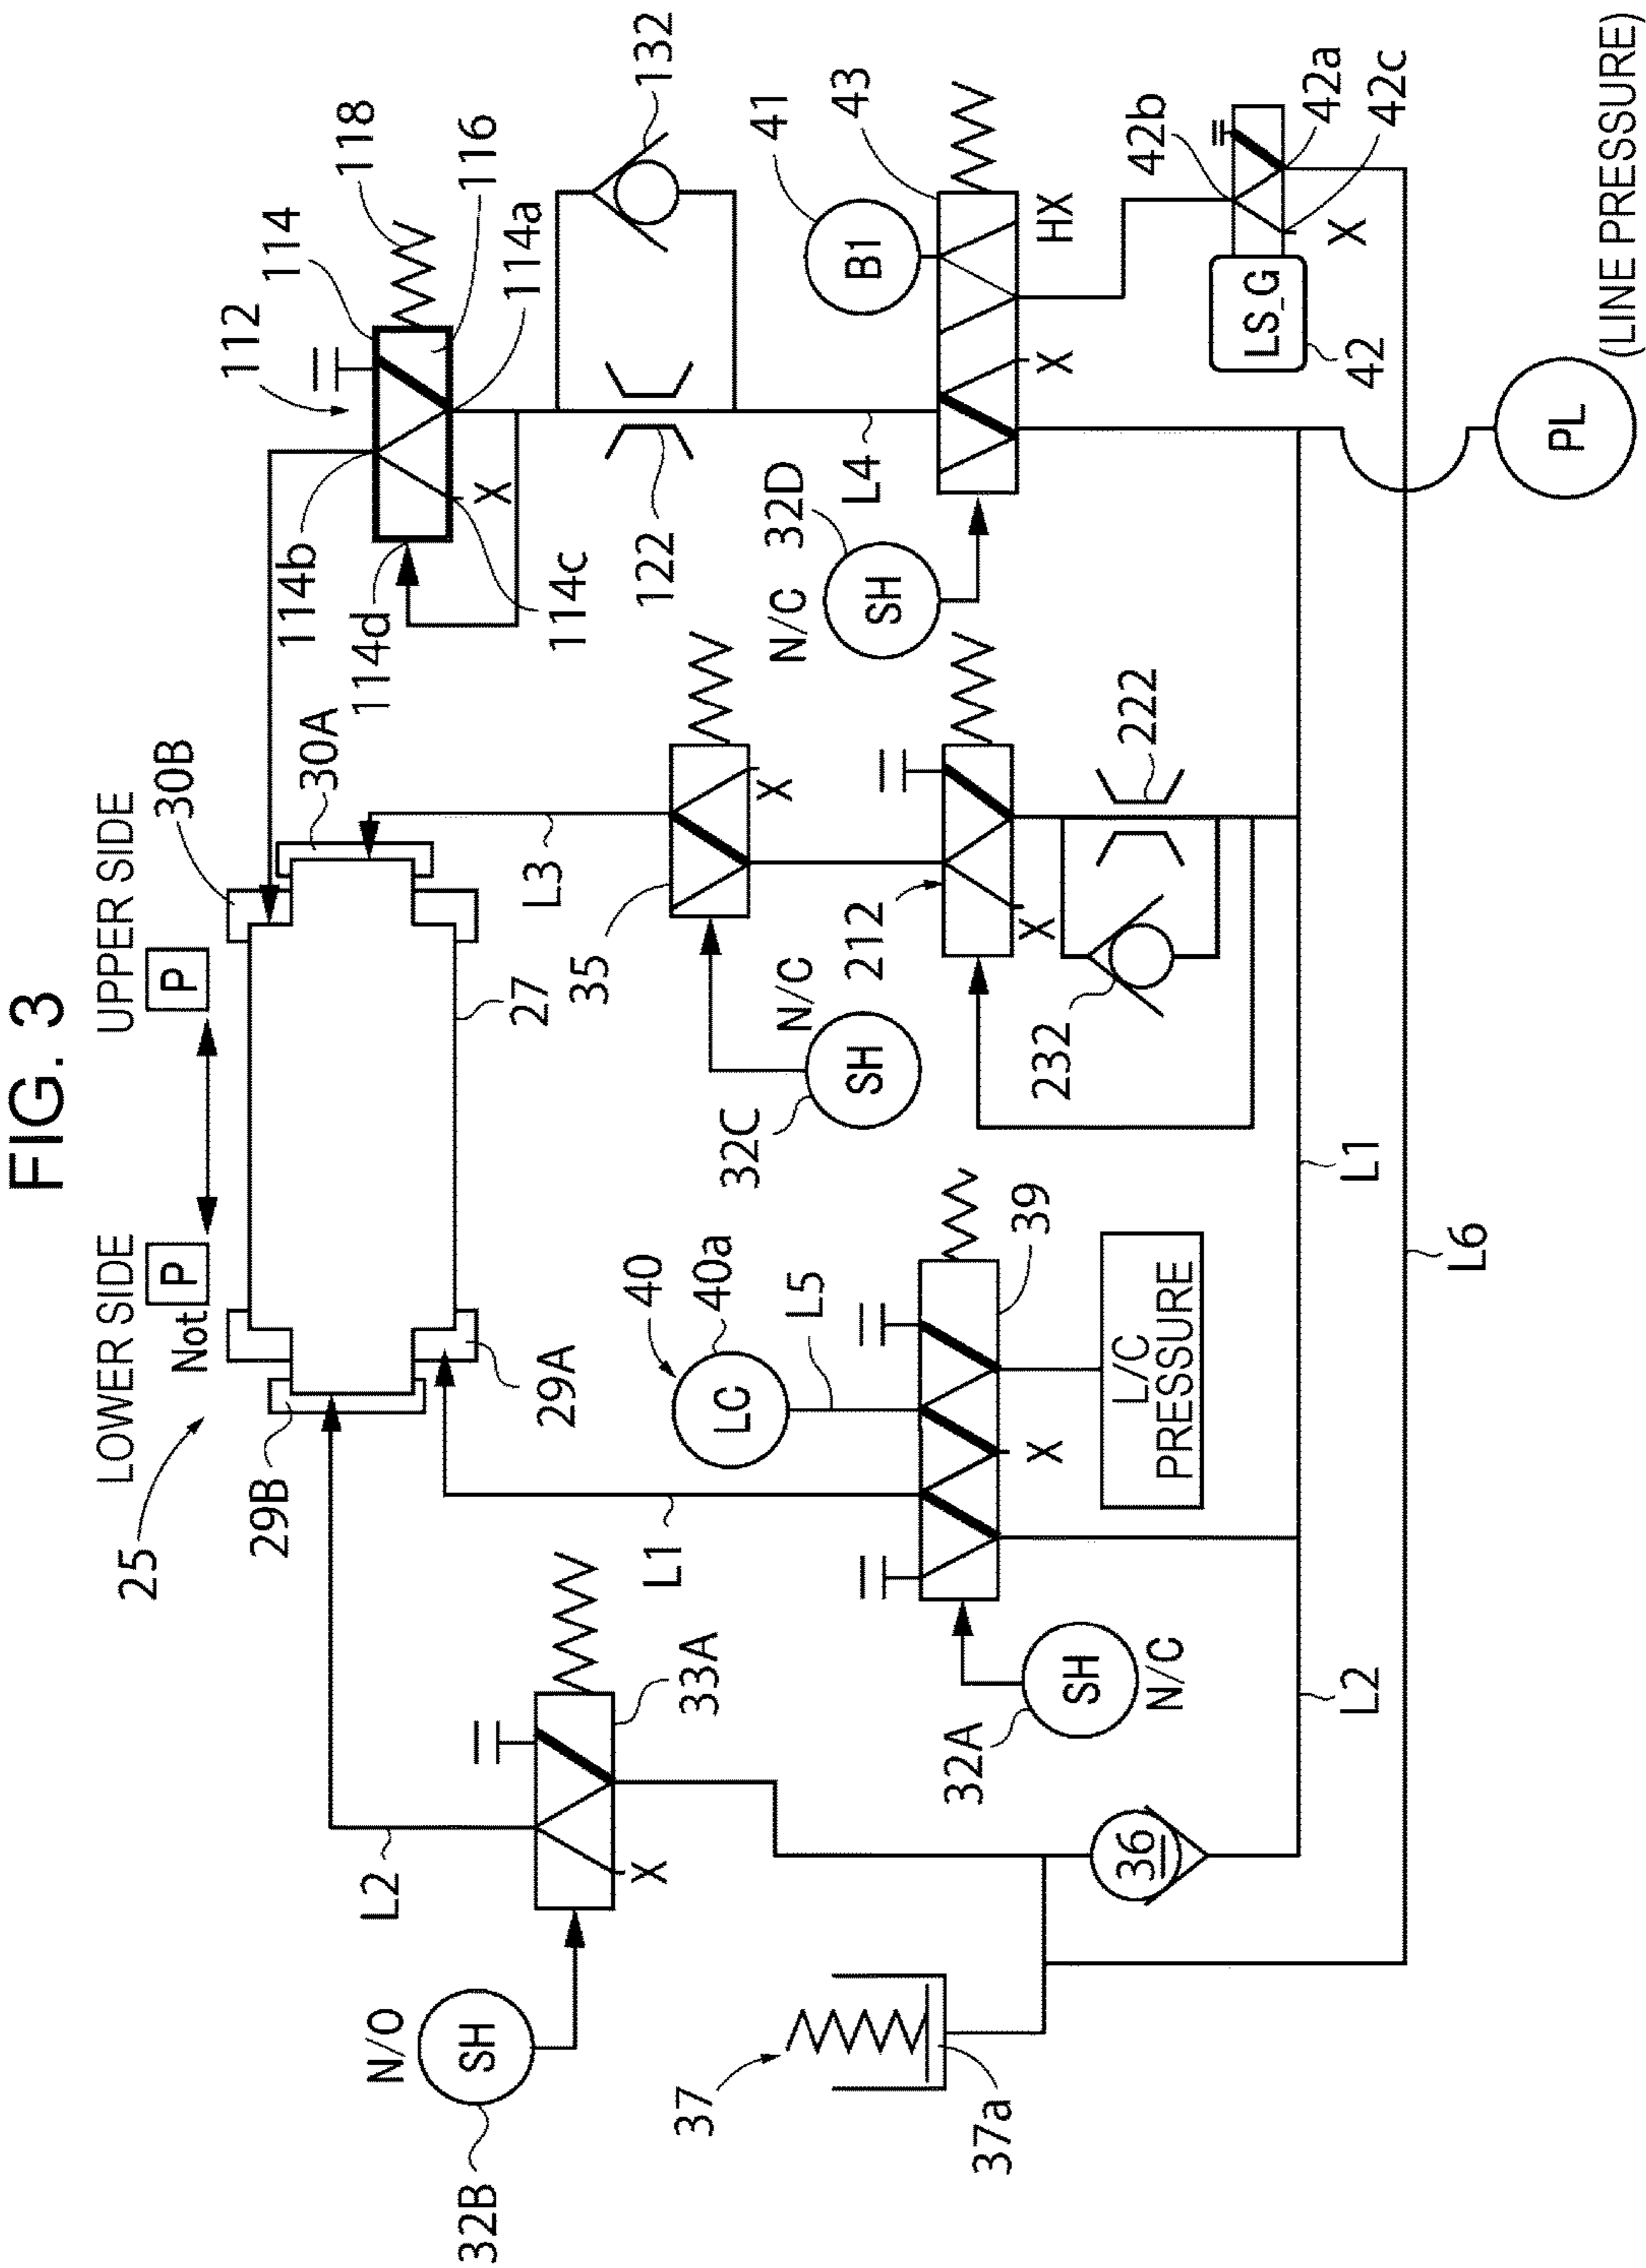 FIG. 3
LOWER SIDE
UPPER SIDE
Not P
P
25
29B
29A
27
30B
30A
112
114
118
116
114a
114b
114d
114c
X
132
122
L4
L3
35
X
N/C
SH
32C
212
X
232
222
N/C
32D
SH
41
B1
43
HX
X
42b
42a
42c
X
LS_G
42
PL
(LINE PRESSURE)
40
40a
LC
L5
39
X
L/C
PRESSURE
L1
L1
L6
L2
L2
33A
X
N/O
SH
32B
32A
SH
N/C
36
37
37a